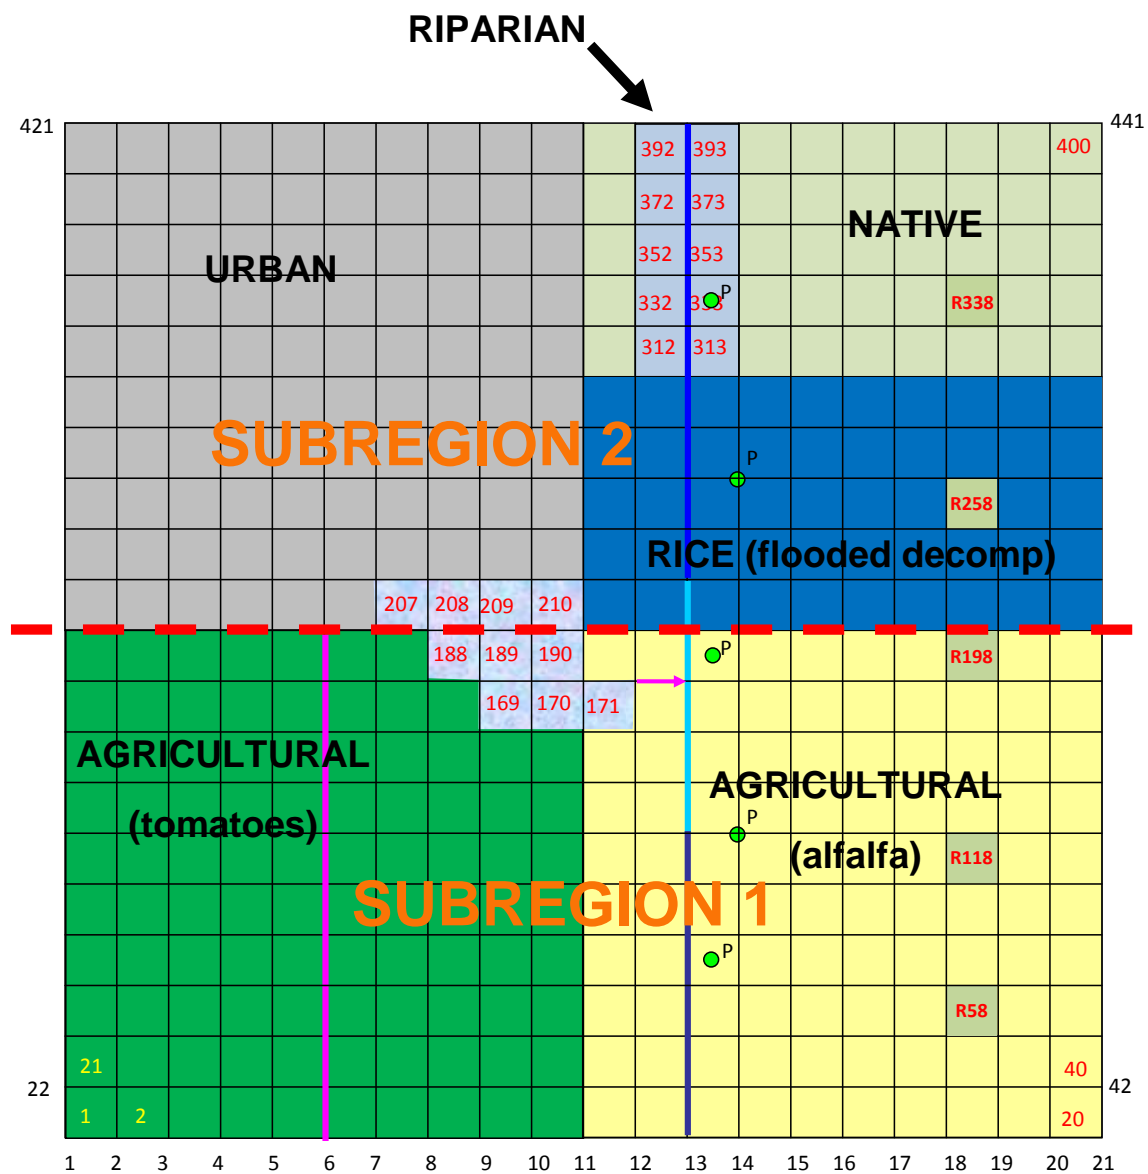 RIPARIAN
421
441
392 393
400
372 373
NATIVE
352 353
URBAN
332 333 P
R338
312 313
SUBREGION 2
P
R258
RICE (flooded decomp)
207 208 209 210
188 189 190
P
R198
169 170 171
AGRICULTURAL
(tomatoes)
AGRICULTURAL
(alfalfa)
P
R118
SUBREGION 1
P
R58
21
40
22
42
1 2
20
1 2 3 4 5 6 7 8 9 10 11 12 13 14 15 16 17 18 19 20 21